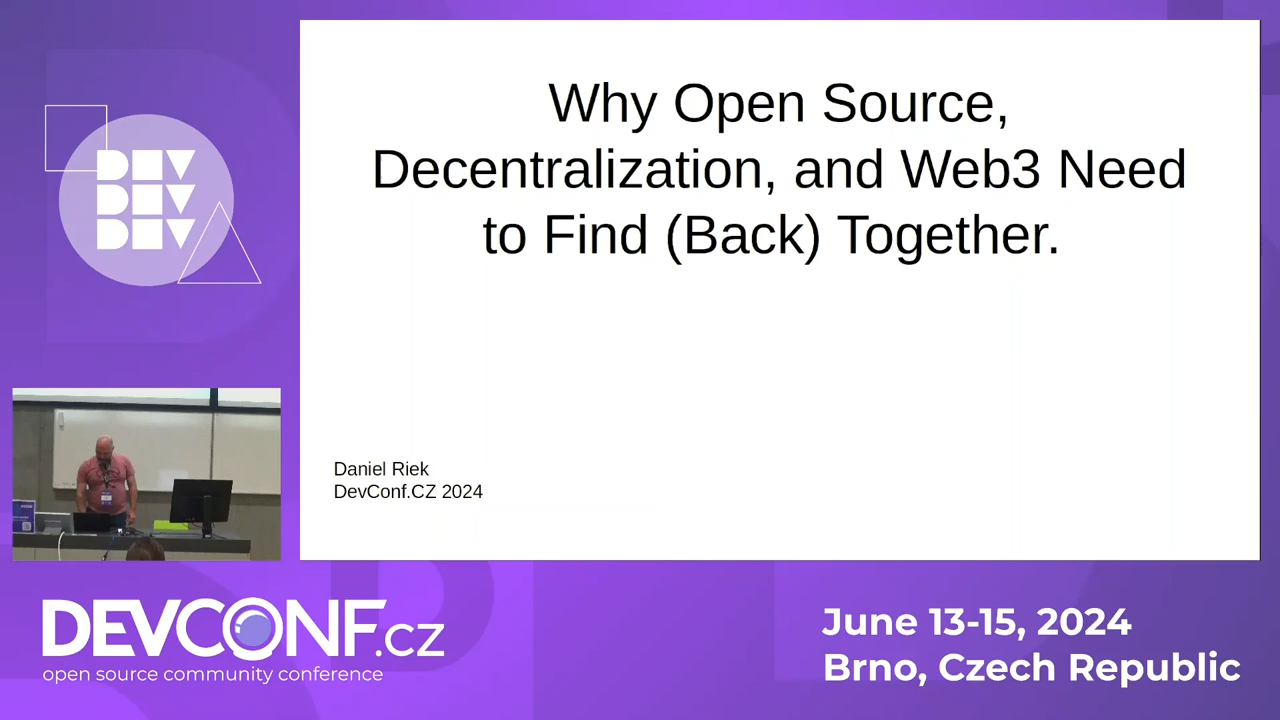 DEV
DEV
DEV
Why Open Source,
Decentralization, and Web3 Need
to Find (Back) Together.
Daniel Riek
DevConf.CZ 2024
DEVCONF.cz
open source community conference
June 13-15, 2024
Brno, Czech Republic